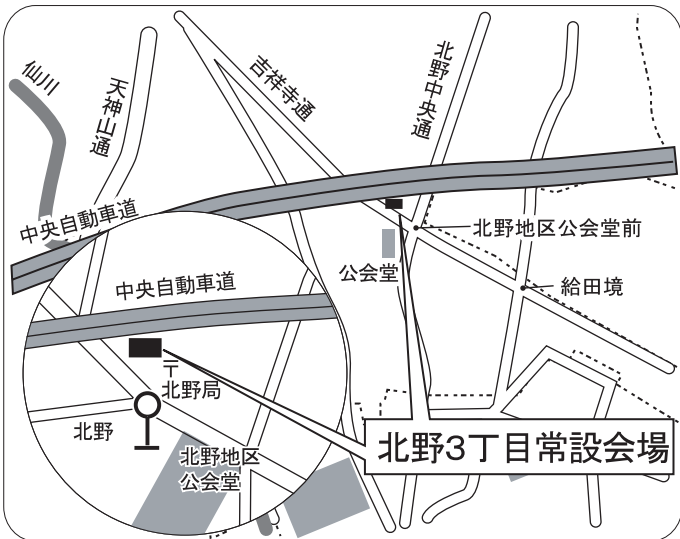 仙川
天神山通
吉祥寺通
北野中央通
中央自動車道
北野地区公会堂前
公会堂
給田境
中央自動車道
〒
北野局
北野
北野地区
公会堂
北野3丁目常設会場